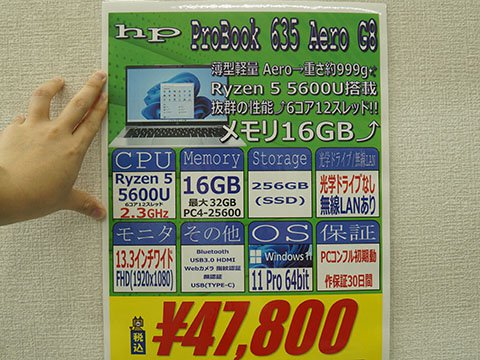 hp ProBook 635 Aero G8
薄型軽量 Aero→重さ約999g
Ryzen 5 5600U搭載
抜群の性能⤴6コア12スレッド!!
メモリ16GB⤴
CPU
Ryzen 5
5600U
6コア12スレッド
2.3GHz
Memory
16GB
最大32GB
PC4-25600
Storage
256GB
(SSD)
光学ドライブ/無線LAN
光学ドライブなし
無線LANあり
モニタ
13.3インチワイド
FHD(1920x1080)
その他
Bluetooth
USB3.0 HDMI
Webカメラ 指紋認証
顔認証
USB(TYPE-C)
OS
Windows 11
11 Pro 64bit
保証
PCコンフル初期動
作保証30日間
税込
¥47,800